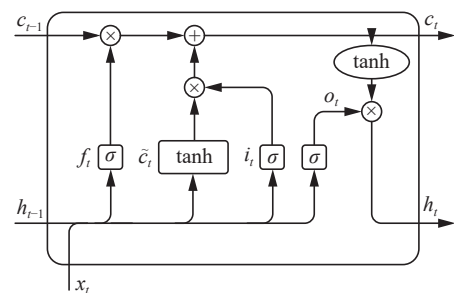 c_{t-1} × + c_t
tanh
×
o_t ×
f_t σ c̃_t tanh i_t σ σ
h_{t-1} h_t
x_t